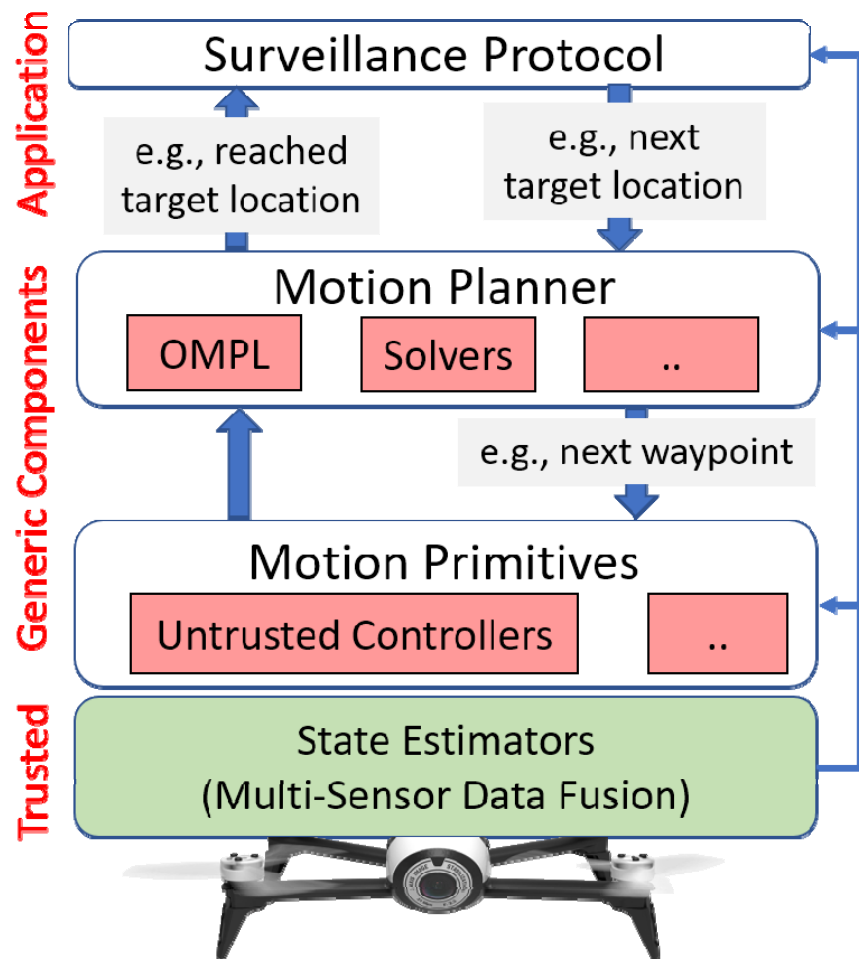 Application
Surveillance Protocol
e.g., reached
target location
e.g., next
target location
Generic Components
Motion Planner
OMPL
Solvers
..
e.g., next waypoint
Motion Primitives
Untrusted Controllers
..
Trusted
State Estimators
(Multi-Sensor Data Fusion)